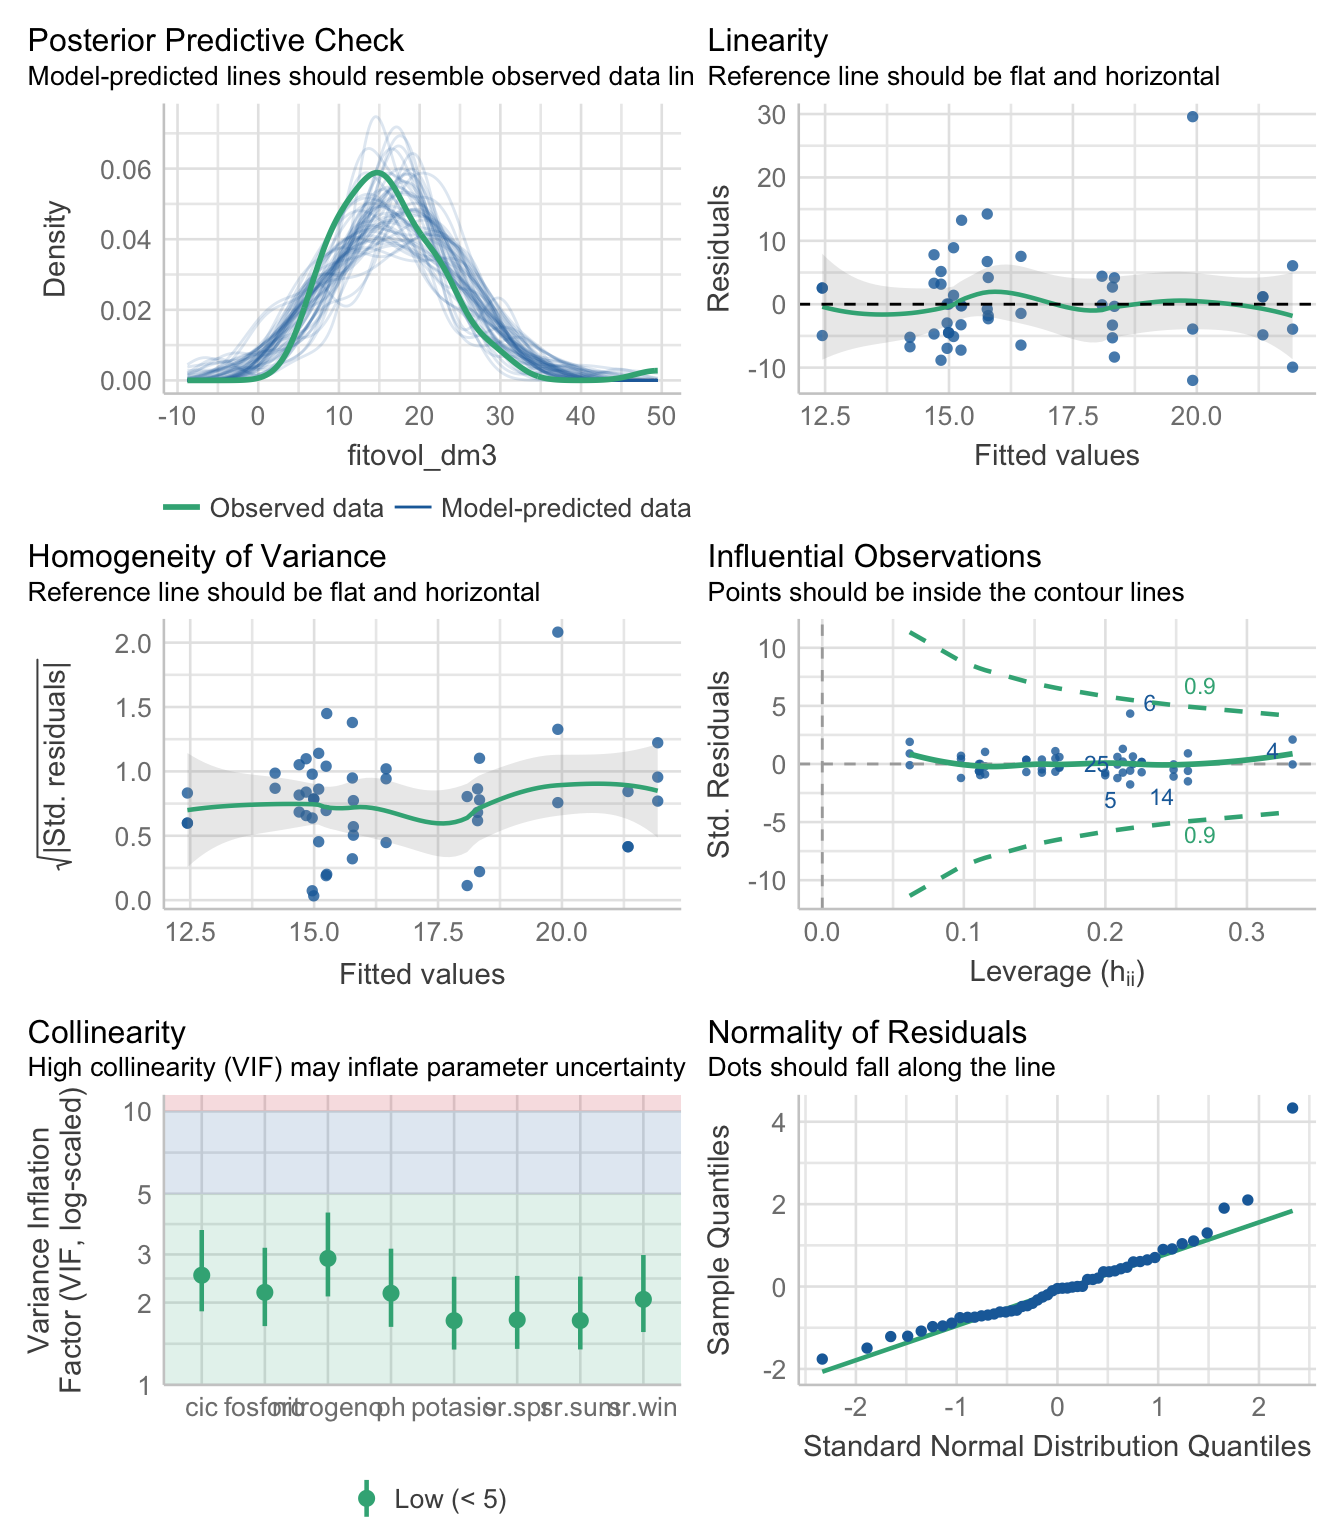 Posterior Predictive Check
Model-predicted lines should resemble observed data lin
Density
0.06
0.04
0.02
0.00
-10 0 10 20 30 40 50
fitovol_dm3
Observed data Model-predicted data
Linearity
Reference line should be flat and horizontal
Residuals
30
20
10
0
-10
12.5 15.0 17.5 20.0
Fitted values
Homogeneity of Variance
Reference line should be flat and horizontal
√|Std. residuals|
2.0
1.5
1.0
0.5
0.0
12.5 15.0 17.5 20.0
Fitted values
Influential Observations
Points should be inside the contour lines
Std. Residuals
10
5
0
-5
-10
0.9
6
4
25
5 14
0.9
0.0 0.1 0.2 0.3
Leverage (hii)
Collinearity
High collinearity (VIF) may inflate parameter uncertainty
Variance Inflation
Factor (VIF, log-scaled)
10
5
3
2
1
cic nitrogeno ph potasio sr.spr sr.sum sr.win
Low (< 5)
Normality of Residuals
Dots should fall along the line
Sample Quantiles
4
2
0
-2
-2 -1 0 1 2
Standard Normal Distribution Quantiles